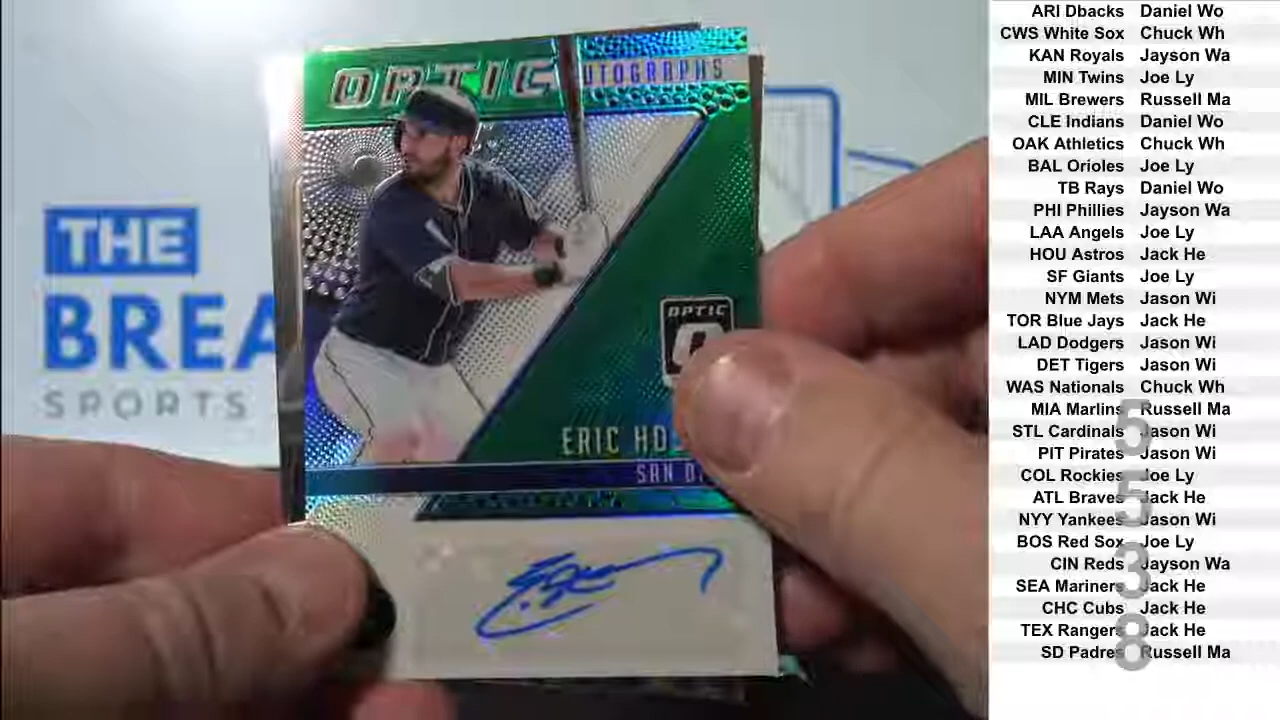 OPTIC
UTOGRAPHS
THE
BREA
SPORTS
OPTIC
ERIC HOS
SAN D
ARI Dbacks Daniel Wo
CWS White Sox Chuck Wh
KAN Royals Jayson Wa
MIN Twins Joe Ly
MIL Brewers Russell Ma
CLE Indians Daniel Wo
OAK Athletics Chuck Wh
BAL Orioles Joe Ly
TB Rays Daniel Wo
PHI Phillies Jayson Wa
LAA Angels Joe Ly
HOU Astros Jack He
SF Giants Joe Ly
NYM Mets Jason Wi
TOR Blue Jays Jack He
LAD Dodgers Jason Wi
DET Tigers Jason Wi
WAS Nationals Chuck Wh
MIA Marlins Russell Ma
STL Cardinals Jason Wi
PIT Pirates Jason Wi
COL Rockies Joe Ly
ATL Braves Jack He
NYY Yankees Jason Wi
BOS Red Sox Joe Ly
CIN Reds Jayson Wa
SEA Mariners Jack He
CHC Cubs Jack He
TEX Rangers Jack He
SD Padres Russell Ma
5
5
3
8